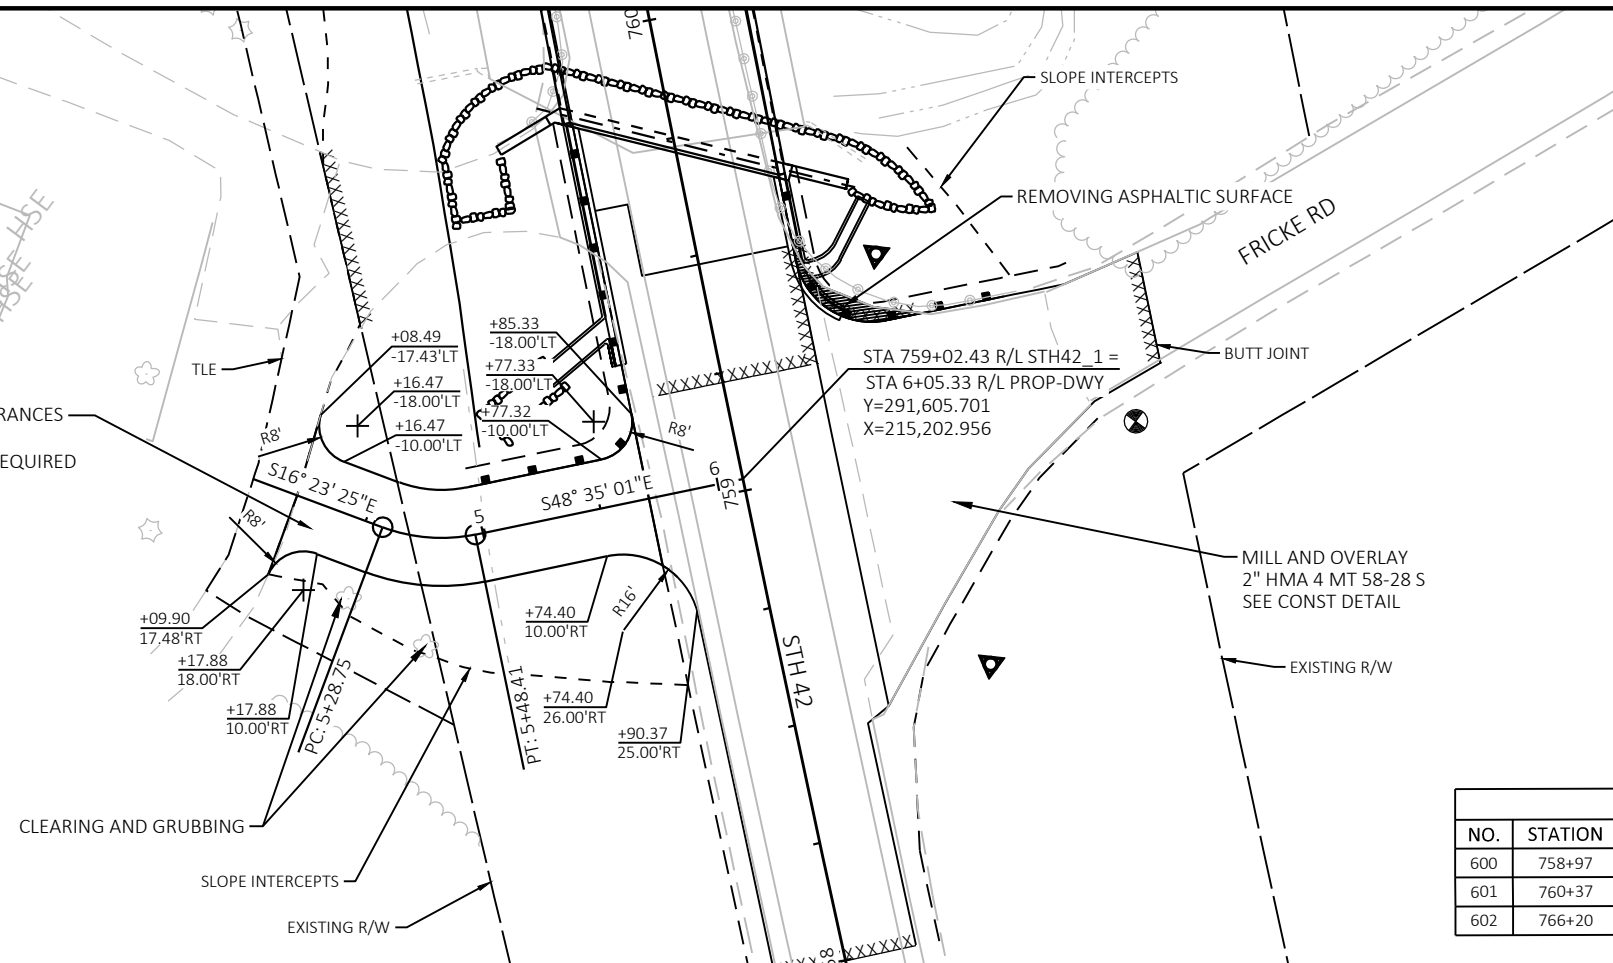 760
SLOPE INTERCEPTS
REMOVING ASPHALTIC SURFACE
FRICKE RD
HSE
HSE
TLE
+08.49
-17.43'LT
+16.47
-18.00'LT
+16.47
-10.00'LT
+85.33
-18.00'LT
+77.33
-18.00'LT
+77.32
-10.00'LT
STA 759+02.43 R/L STH42_1 =
STA 6+05.33 R/L PROP-DWY
Y=291,605.701
X=215,202.956
BUTT JOINT
RANCES
EQUIRED
R8'
R8'
S16° 23' 25"E
R8'
5
S48° 35' 01"E
6
759
MILL AND OVERLAY
2" HMA 4 MT 58-28 S
SEE CONST DETAIL
+09.90
17.48'RT
+17.88
18.00'RT
+17.88
10.00'RT
PC: 5+28.75
PT: 5+48.41
+74.40
10.00'RT
R16'
+74.40
26.00'RT
+90.37
25.00'RT
STH 42
EXISTING R/W
CLEARING AND GRUBBING
SLOPE INTERCEPTS
EXISTING R/W
NO. STATION
600 758+97
601 760+37
602 766+20